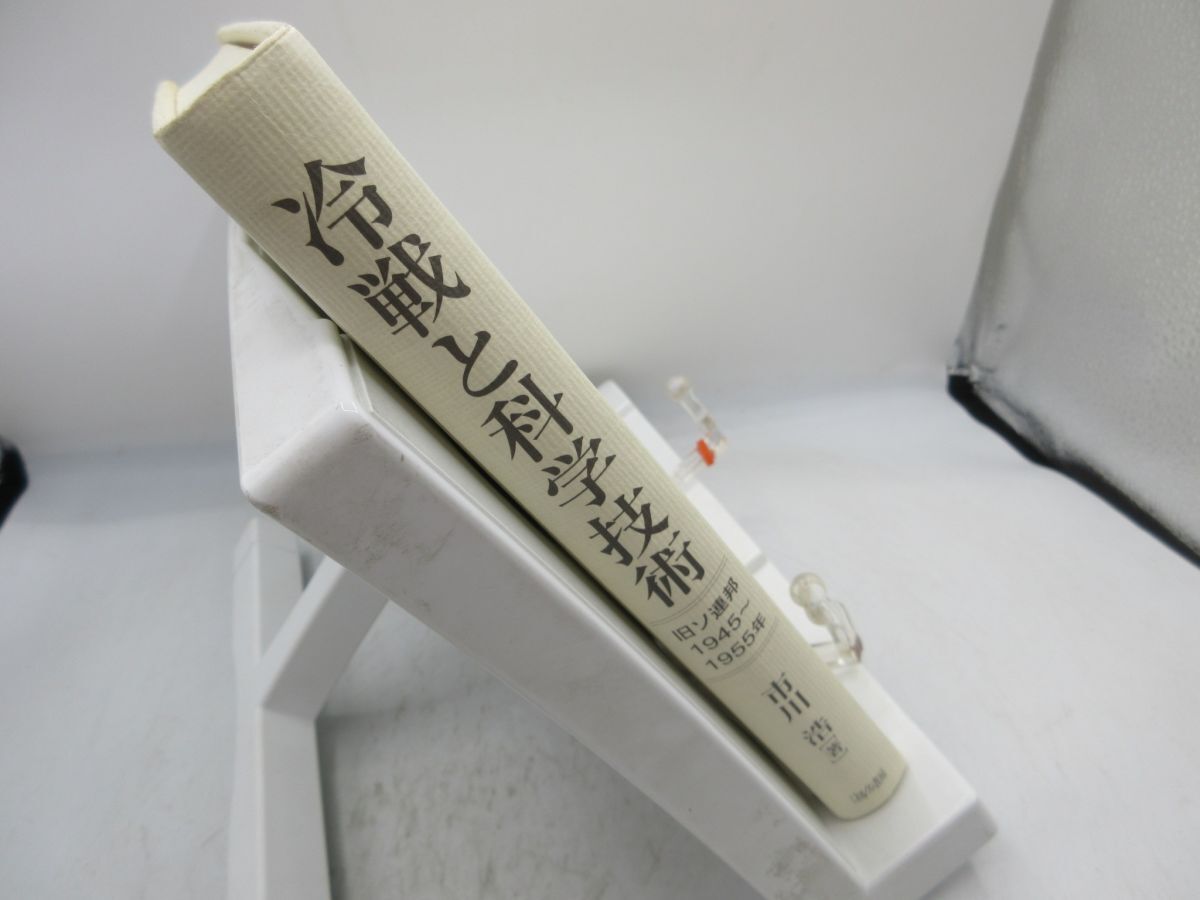 冷戦と科学技術
旧ソ連邦
1945～
1955年
市川 浩[著]